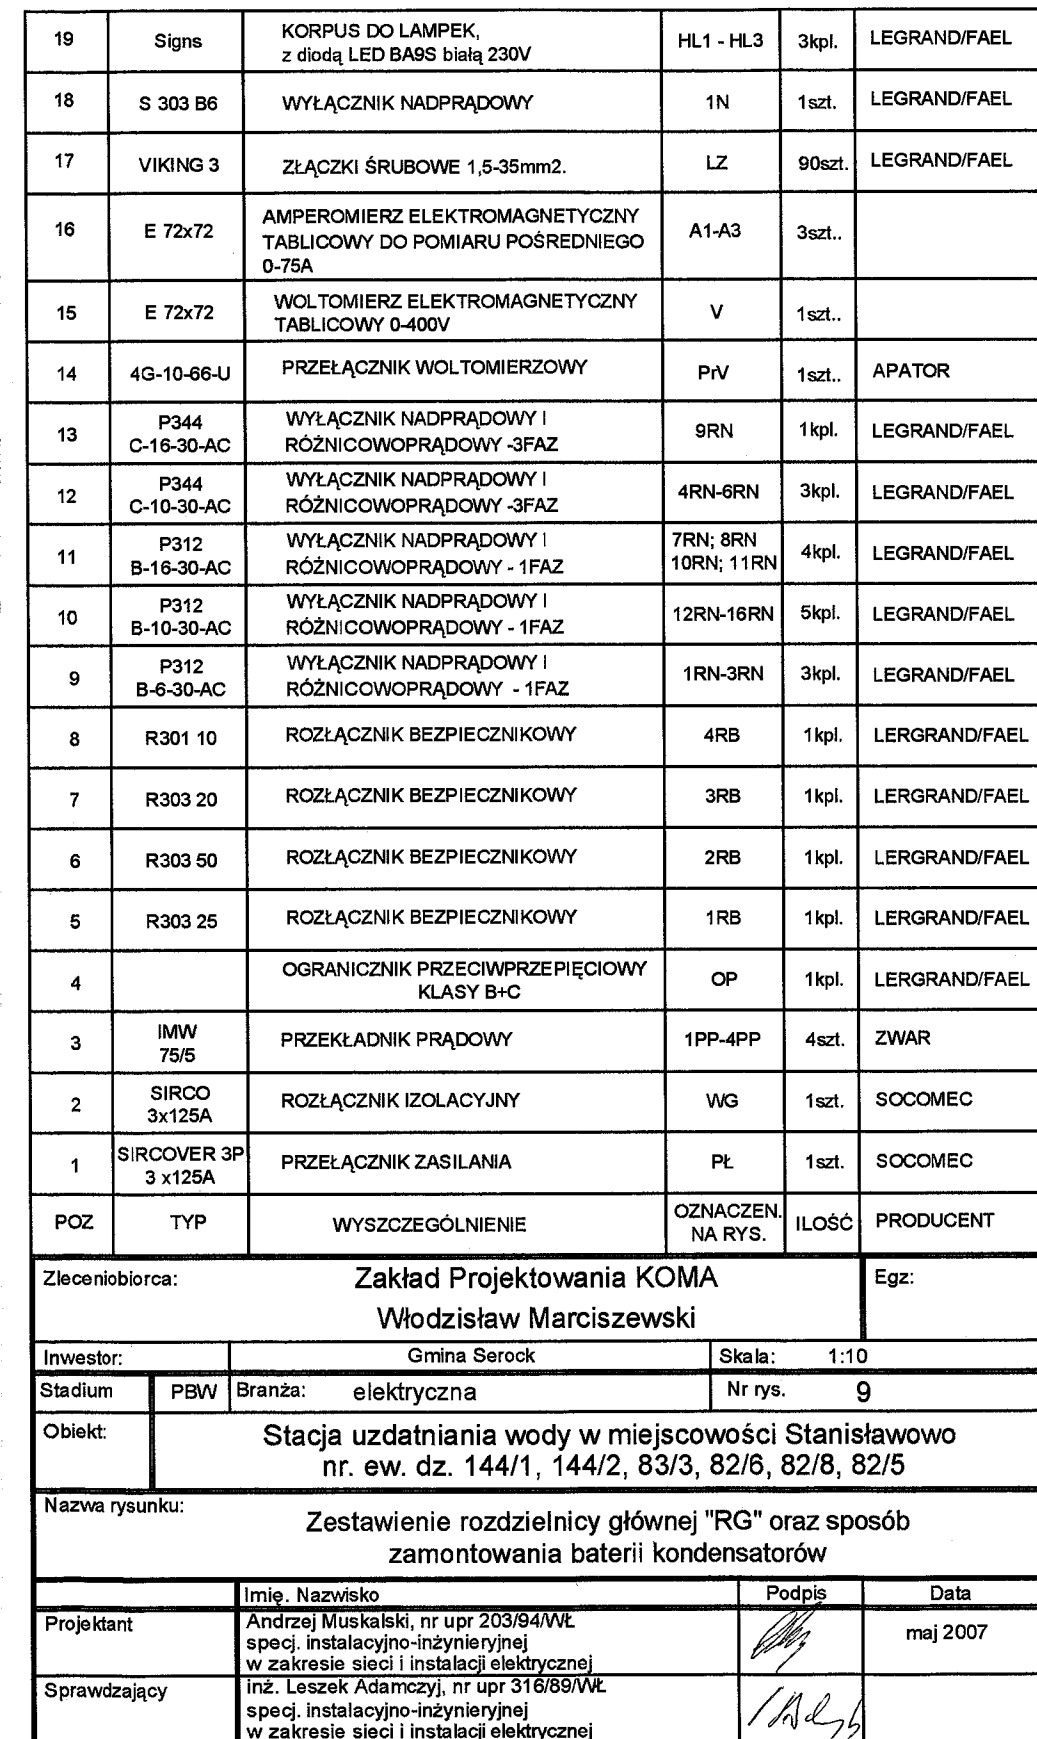 19 Signs KORPUS DO LAMPEK, HL1 - HL3 3kpl. LEGRAND/FAEL
z diodą LED BA9S białą 230V
18 S 303 B6 WYŁĄCZNIK NADPRĄDOWY 1N 1szt. LEGRAND/FAEL
17 VIKING 3 ZŁĄCZKI ŚRUBOWE 1,5-35mm2. LZ 90szt. LEGRAND/FAEL
16 E 72x72 AMPEROMIERZ ELEKTROMAGNETYCZNY A1-A3 3szt..
TABLICOWY DO POMIARU POŚREDNIEGO
0-75A
15 E 72x72 WOLTOMIERZ ELEKTROMAGNETYCZNY V 1szt..
TABLICOWY 0-400V
14 4G-10-66-U PRZEŁĄCZNIK WOLTOMIERZOWY PrV 1szt.. APATOR
13 P344 WYŁĄCZNIK NADPRĄDOWY I 9RN 1kpl. LEGRAND/FAEL
C-16-30-AC RÓŻNICOWOPRĄDOWY -3FAZ
12 P344 WYŁĄCZNIK NADPRĄDOWY I 4RN-6RN 3kpl. LEGRAND/FAEL
C-10-30-AC RÓŻNICOWOPRĄDOWY -3FAZ
11 P312 WYŁĄCZNIK NADPRĄDOWY I 7RN; 8RN 4kpl. LEGRAND/FAEL
B-16-30-AC RÓŻNICOWOPRĄDOWY - 1FAZ 10RN; 11RN
10 P312 WYŁĄCZNIK NADPRĄDOWY I 12RN-16RN 5kpl. LEGRAND/FAEL
B-10-30-AC RÓŻNICOWOPRĄDOWY - 1FAZ
9 P312 WYŁĄCZNIK NADPRĄDOWY I 1RN-3RN 3kpl. LEGRAND/FAEL
B-6-30-AC RÓŻNICOWOPRĄDOWY - 1FAZ
8 R301 10 ROZŁĄCZNIK BEZPIECZNIKOWY 4RB 1kpl. LERGRAND/FAEL
7 R303 20 ROZŁĄCZNIK BEZPIECZNIKOWY 3RB 1kpl. LERGRAND/FAEL
6 R303 50 ROZŁĄCZNIK BEZPIECZNIKOWY 2RB 1kpl. LERGRAND/FAEL
5 R303 25 ROZŁĄCZNIK BEZPIECZNIKOWY 1RB 1kpl. LERGRAND/FAEL
4 OGRANICZNIK PRZECIWPRZEPIĘCIOWY OP 1kpl. LERGRAND/FAEL
KLASY B+C
3 IMW PRZEKŁADNIK PRĄDOWY 1PP-4PP 4szt. ZWAR
75/5
2 SIRCO ROZŁĄCZNIK IZOLACYJNY WG 1szt. SOCOMEC
3x125A
1 SIRCOVER 3P PRZEŁĄCZNIK ZASILANIA PŁ 1szt. SOCOMEC
3 x125A
POZ TYP WYSZCZEGÓLNIENIE OZNACZEN. ILOŚĆ PRODUCENT
NA RYS.
Zleceniobiorca: Zakład Projektowania KOMA Egz:
Włodzisław Marciszewski
Inwestor: Gmina Serock Skala: 1:10
Stadium PBW Branża: elektryczna Nr rys. 9
Obiekt: Stacja uzdatniania wody w miejscowości Stanisławowo
nr. ew. dz. 144/1, 144/2, 83/3, 82/6, 82/8, 82/5
Nazwa rysunku:
Zestawienie rozdzielnicy głównej "RG" oraz sposób
zamontowania baterii kondensatorów
Imię. Nazwisko Podpis Data
Projektant Andrzej Muskalski, nr upr 203/94/WŁ maj 2007
specj. instalacyjno-inżynieryjnej
w zakresie sieci i instalacji elektrycznej
Sprawdzający inż. Leszek Adamczyj, nr upr 316/89/WŁ
specj. instalacyjno-inżynieryjnej
w zakresie sieci i instalacji elektrycznej